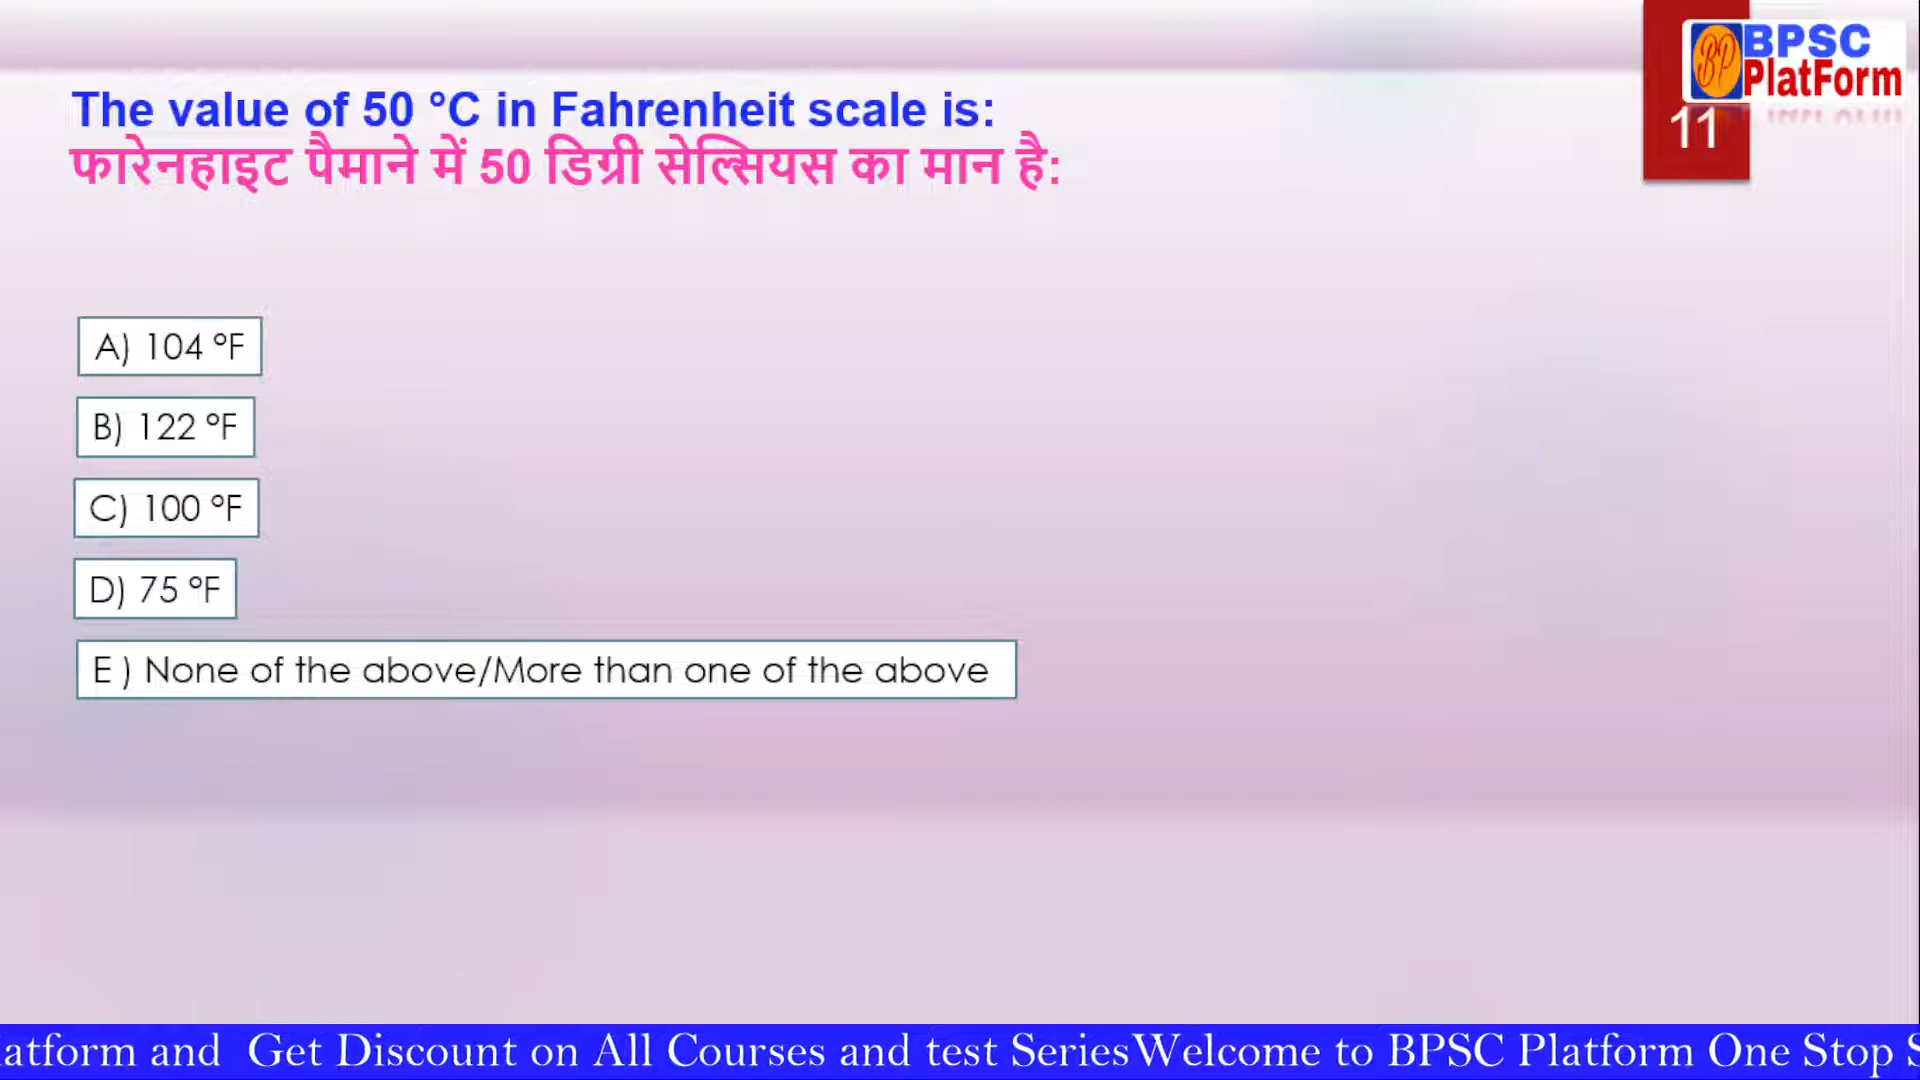 BPSC
PlatForm
11
The value of 50 °C in Fahrenheit scale is:
फारेनहाइट पैमाने में 50 डिग्री सेल्सियस का मान है:
A) 104 °F
B) 122 °F
C) 100 °F
D) 75 °F
E ) None of the above/More than one of the above
and Get Discount on All Courses and test SeriesWelcome to BPSC Platform One Stop